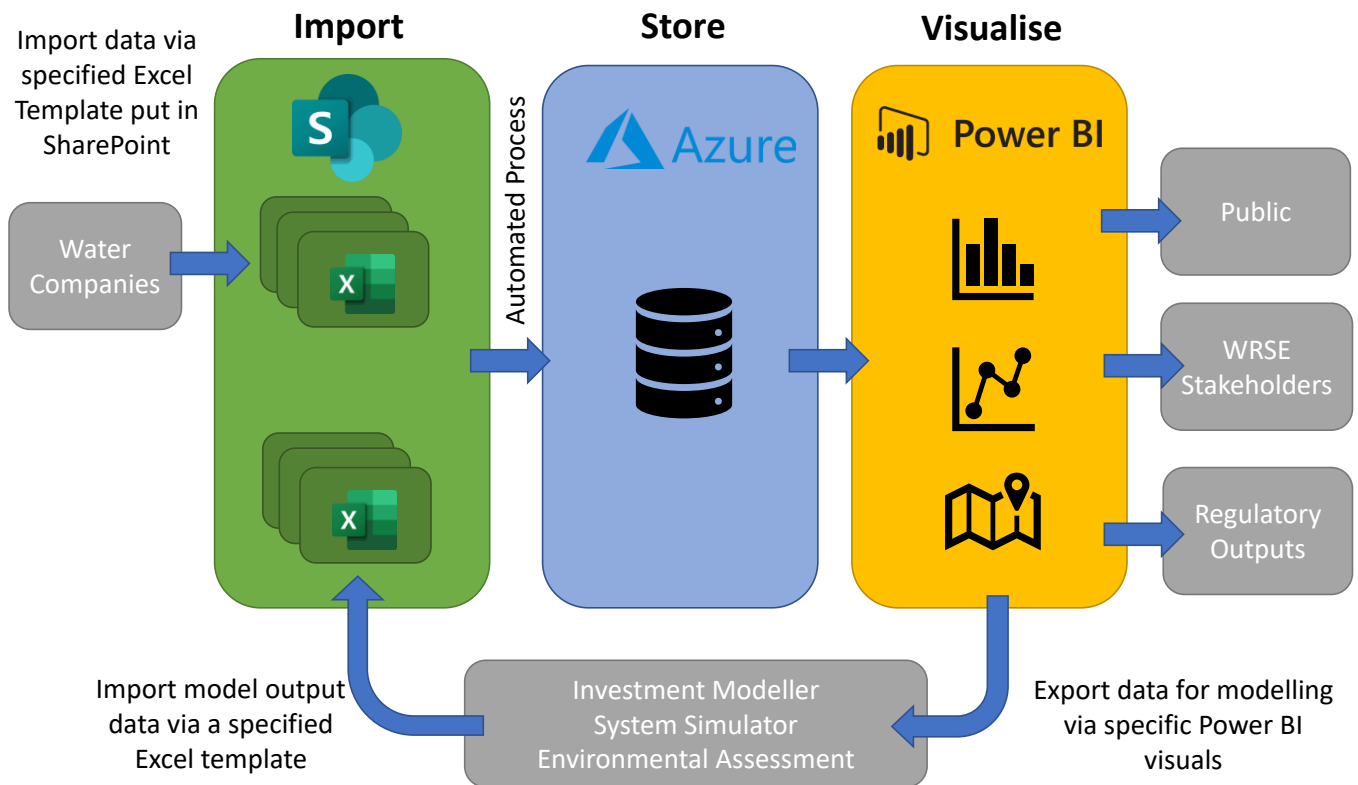 Import
Store
Visualise
Import data via
specified Excel
Template put in
SharePoint
S
Azure
Power BI
Automated Process
Water
Companies
X
X
Public
WRSE
Stakeholders
Regulatory
Outputs
Import model output
data via a specified
Excel template
Investment Modeller
System Simulator
Environmental Assessment
Export data for modelling
via specific Power BI
visuals